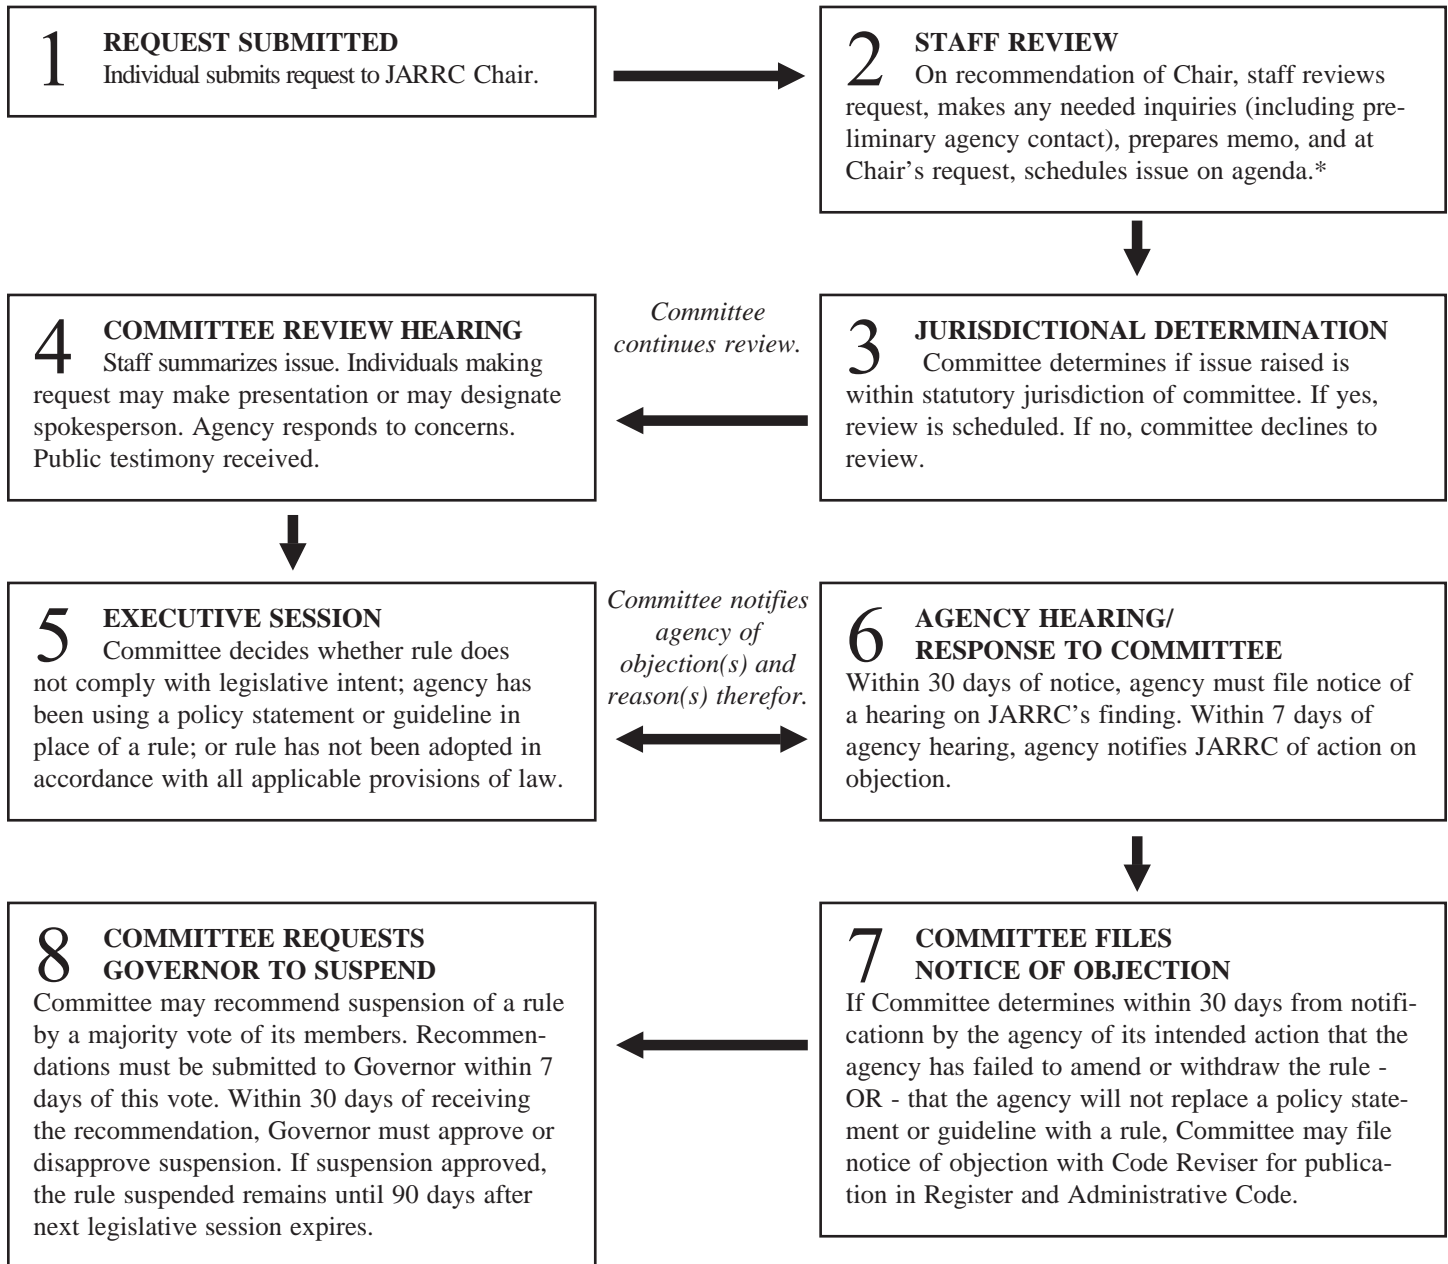 1 REQUEST SUBMITTED
Individual submits request to JARRC Chair.
2 STAFF REVIEW
On recommendation of Chair, staff reviews
request, makes any needed inquiries (including pre-
liminary agency contact), prepares memo, and at
Chair's request, schedules issue on agenda.*
3 JURISDICTIONAL DETERMINATION
Committee determines if issue raised is
within statutory jurisdiction of committee. If yes,
review is scheduled. If no, committee declines to
review.
Committee
continues review.
4 COMMITTEE REVIEW HEARING
Staff summarizes issue. Individuals making
request may make presentation or may designate
spokesperson. Agency responds to concerns.
Public testimony received.
5 EXECUTIVE SESSION
Committee decides whether rule does
not comply with legislative intent; agency has
been using a policy statement or guideline in
place of a rule; or rule has not been adopted in
accordance with all applicable provisions of law.
Committee notifies
agency of
objection(s) and
reason(s) therefor.
6 AGENCY HEARING/
RESPONSE TO COMMITTEE
Within 30 days of notice, agency must file notice of
a hearing on JARRC's finding. Within 7 days of
agency hearing, agency notifies JARRC of action on
objection.
7 COMMITTEE FILES
NOTICE OF OBJECTION
If Committee determines within 30 days from notifi-
cationn by the agency of its intended action that the
agency has failed to amend or withdraw the rule -
OR - that the agency will not replace a policy state-
ment or guideline with a rule, Committee may file
notice of objection with Code Reviser for publica-
tion in Register and Administrative Code.
8 COMMITTEE REQUESTS
GOVERNOR TO SUSPEND
Committee may recommend suspension of a rule
by a majority vote of its members. Recommen-
dations must be submitted to Governor within 7
days of this vote. Within 30 days of receiving
the recommendation, Governor must approve or
disapprove suspension. If suspension approved,
the rule suspended remains until 90 days after
next legislative session expires.